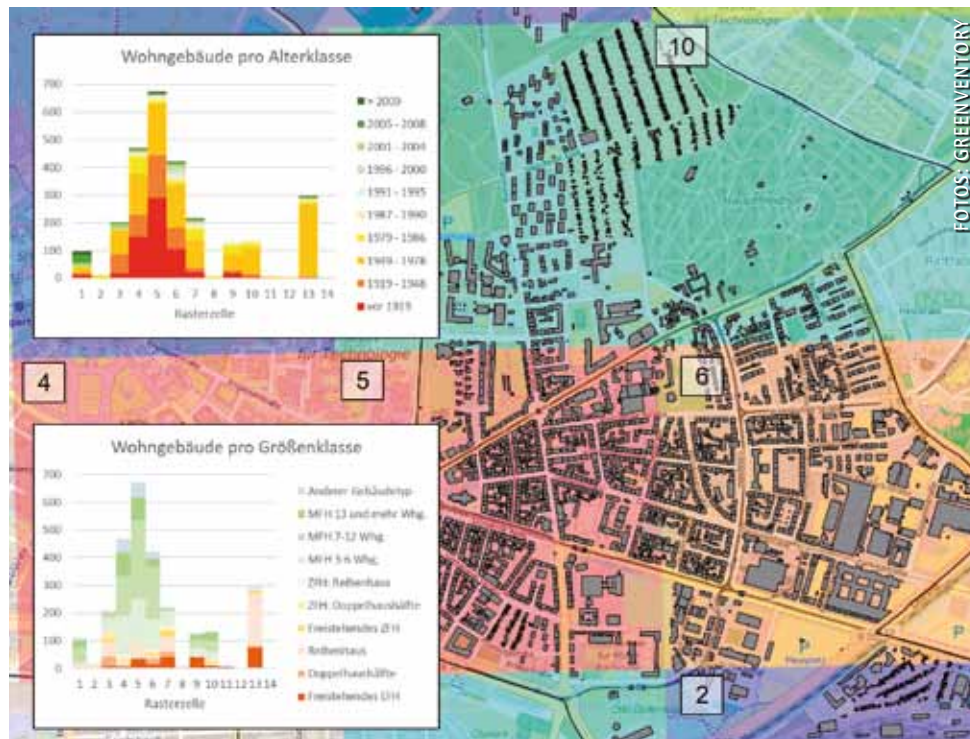 FOTOS: GREENVENTORY
Wohngebäude pro Alterklasse
700
600
500
400
300
200
100
0
> 2009
2005 - 2008
2001 - 2004
1996 - 2000
1991 - 1995
1987 - 1990
1979 - 1986
1949 - 1978
1919 - 1948
vor 1919
1 2 3 4 5 6 7 8 9 10 11 12 13 14
Rasterzelle
10
für Technologie
P
für Technologie
4
5
6
Wohngebäude pro Größenklasse
700
600
500
400
300
200
100
0
Anderer Gebäudetyp
MFH 13 und mehr Whg.
MFH 7-12 Whg.
MFH 3-6 Whg.
ZFH: Reihenhaus
ZFH: Doppelhaushälfte
Freistehendes ZFH
Reihenhaus
Doppelhaushälfte
Freistehendes EFH
1 2 3 4 5 6 7 8 9 10 11 12 13 14
Rasterzelle
2
P
P